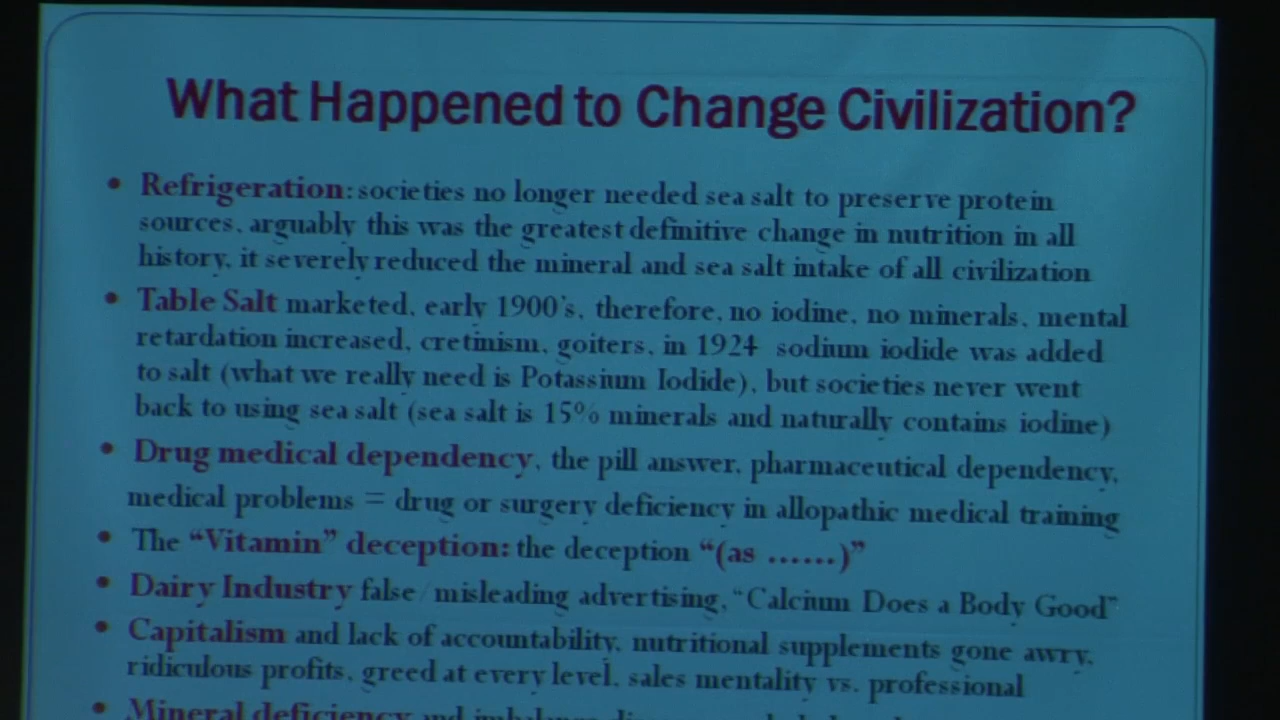 What Happened to Change Civilization?
• Refrigeration: societies no longer needed sea salt to preserve protein
sources, arguably this was the greatest definitive change in nutrition in all
history, it severely reduced the mineral and sea salt intake of all civilization
• Table Salt marketed, early 1900's, therefore, no iodine, no minerals, mental
retardation increased, cretinism, goiters, in 1924 sodium iodide was added
to salt (what we really need is Potassium Iodide), but societies never went
back to using sea salt (sea salt is 15% minerals and naturally contains iodine)
• Drug medical dependency, the pill answer, pharmaceutical dependency,
medical problems = drug or surgery deficiency in allopathic medical training
• The “Vitamin” deception: the deception “(as ......)”
• Dairy Industry false/misleading advertising, “Calcium Does a Body Good”
• Capitalism and lack of accountability, nutritional supplements gone awry,
ridiculous profits, greed at every level, sales mentality vs. professional
• Mineral deficiency and